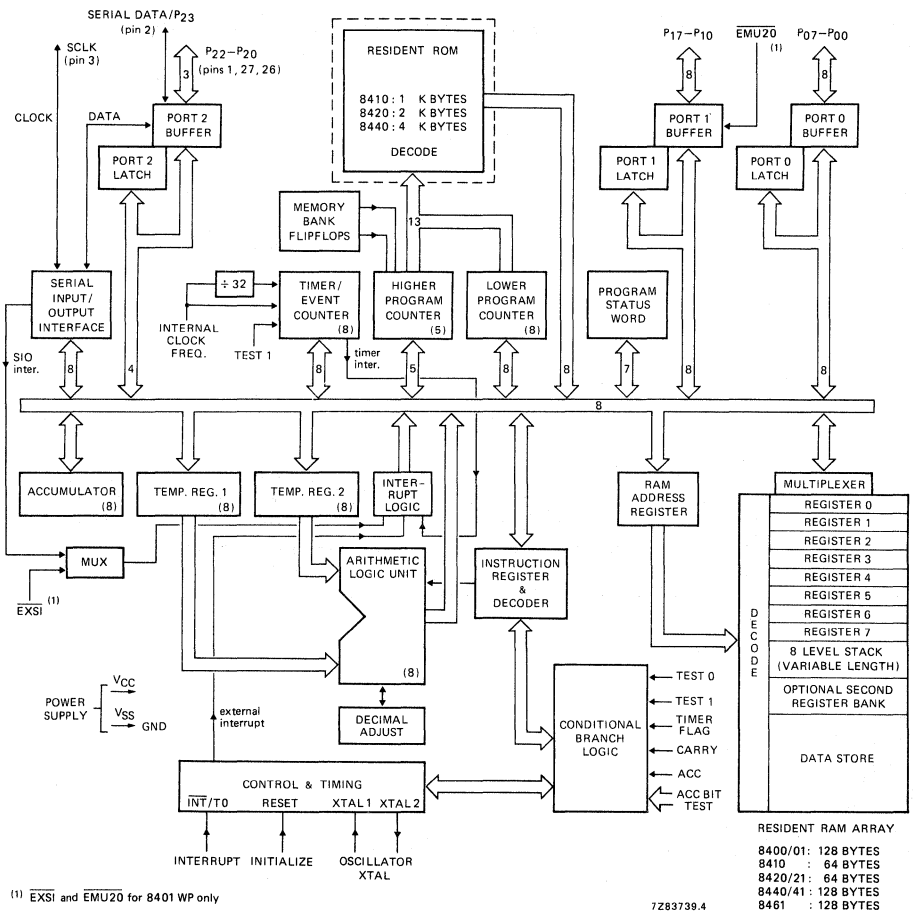 SERIAL DATA/P23
(pin 2)
SCLK
(pin 3)
P22–P20
(pins 1, 27, 26)
3
CLOCK
DATA
PORT 2
BUFFER
PORT 2
LATCH
RESIDENT ROM
8410 : 1 K BYTES
8420 : 2 K BYTES
8440 : 4 K BYTES
DECODE
P17–P10
EMU20
(1)
P07–P00
8
8
PORT 1
BUFFER
PORT 0
BUFFER
PORT 1
LATCH
PORT 0
LATCH
MEMORY
BANK
FLIPFLOPS
13
SERIAL
INPUT/
OUTPUT
INTERFACE
÷ 32
TIMER/
EVENT
COUNTER
(8)
HIGHER
PROGRAM
COUNTER
(5)
LOWER
PROGRAM
COUNTER
(8)
PROGRAM
STATUS
WORD
INTERNAL
CLOCK
FREQ.
TEST 1
timer
inter.
SIO
inter.
8
4
8
5
8
8
7
8
8
8
ACCUMULATOR
(8)
TEMP. REG. 1
(8)
TEMP. REG. 2
(8)
INTER–
RUPT
LOGIC
RAM
ADDRESS
REGISTER
MULTIPLEXER
REGISTER 0
REGISTER 1
REGISTER 2
REGISTER 3
REGISTER 4
REGISTER 5
REGISTER 6
REGISTER 7
8 LEVEL STACK
(VARIABLE LENGTH)
OPTIONAL SECOND
REGISTER BANK
DATA STORE
DECODE
MUX
EXSI (1)
ARITHMETIC
LOGIC UNIT
(8)
INSTRUCTION
REGISTER
&
DECODER
POWER
SUPPLY
VCC
VSS
GND
external
interrupt
DECIMAL
ADJUST
CONDITIONAL
BRANCH
LOGIC
TEST 0
TEST 1
TIMER
FLAG
CARRY
ACC
ACC BIT
TEST
CONTROL & TIMING
INT/T0 RESET XTAL 1 XTAL 2
INTERRUPT INITIALIZE OSCILLATOR
XTAL
RESIDENT RAM ARRAY
8400/01 : 128 BYTES
8410 : 64 BYTES
8420/21 : 64 BYTES
8440/41 : 128 BYTES
8461 : 128 BYTES
(1) EXSI and EMU20 for 8401 WP only
7Z83739.4